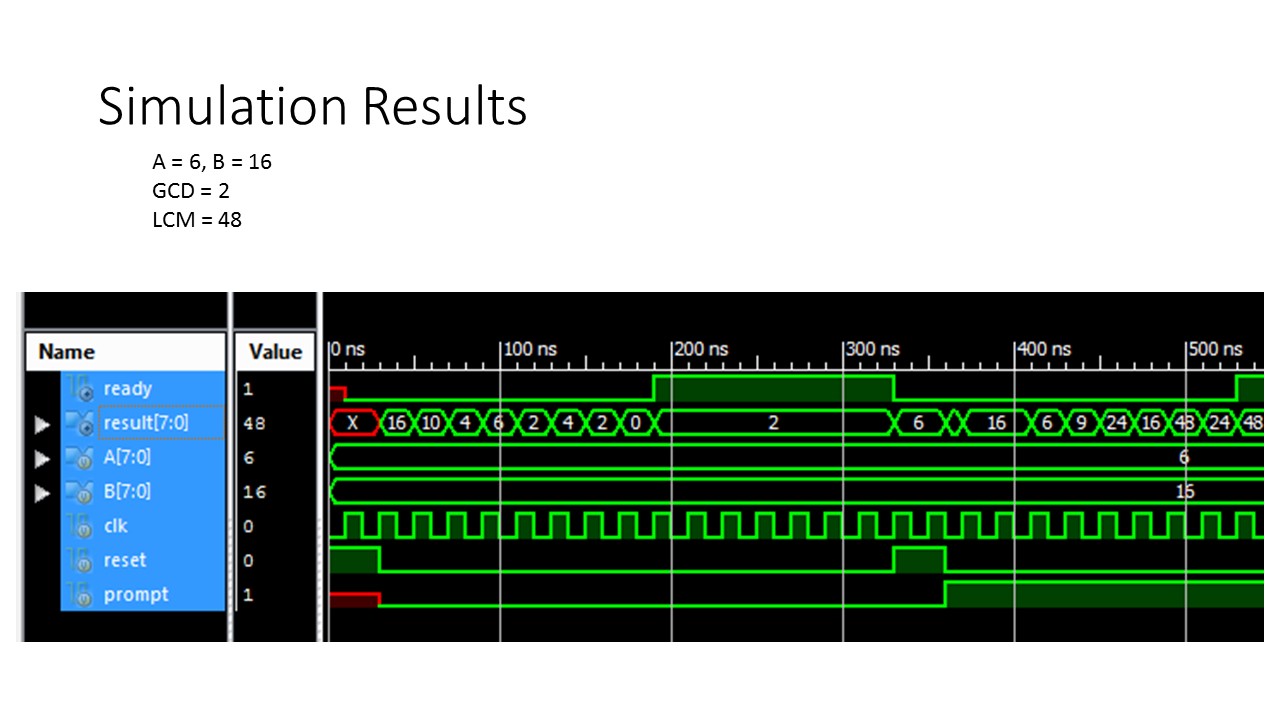 Simulation Results
A = 6, B = 16
GCD = 2
LCM = 48
Name Value 0 ns 100 ns 200 ns 300 ns 400 ns 500 ns
ready 1
result[7:0] 48 X 16 10 4 6 2 4 2 0 2 6 16 6 9 24 16 48 24 48
A[7:0] 6 6
B[7:0] 16 16
clk 0
reset 0
prompt 1